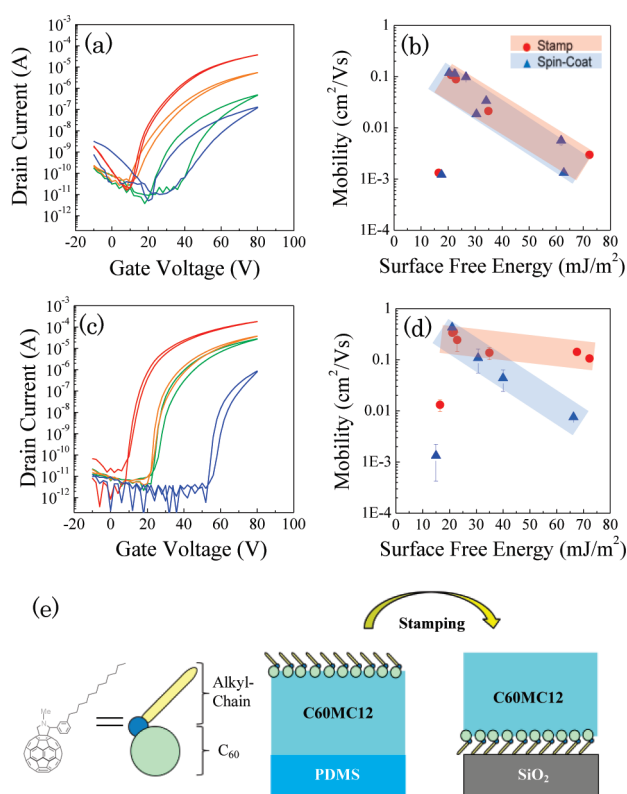 (a)
Drain Current (A)
10⁻³
10⁻⁴
10⁻⁵
10⁻⁶
10⁻⁷
10⁻⁸
10⁻⁹
10⁻¹⁰
10⁻¹¹
10⁻¹²
-20 0 20 40 60 80 100
Gate Voltage (V)
(b)
Stamp
Spin-Coat
Mobility (cm²/Vs)
1
0.1
0.01
1E-3
1E-4
0 10 20 30 40 50 60 70 80
Surface Free Energy (mJ/m²)
(c)
Drain Current (A)
10⁻³
10⁻⁴
10⁻⁵
10⁻⁶
10⁻⁷
10⁻⁸
10⁻⁹
10⁻¹⁰
10⁻¹¹
10⁻¹²
-20 0 20 40 60 80 100
Gate Voltage (V)
(d)
Mobility (cm²/Vs)
1
0.1
0.01
1E-3
1E-4
0 10 20 30 40 50 60 70 80
Surface Free Energy (mJ/m²)
(e)
Stamping
Me
N
Alkyl-
Chain
C₆₀
C60MC12
PDMS
C60MC12
SiO₂